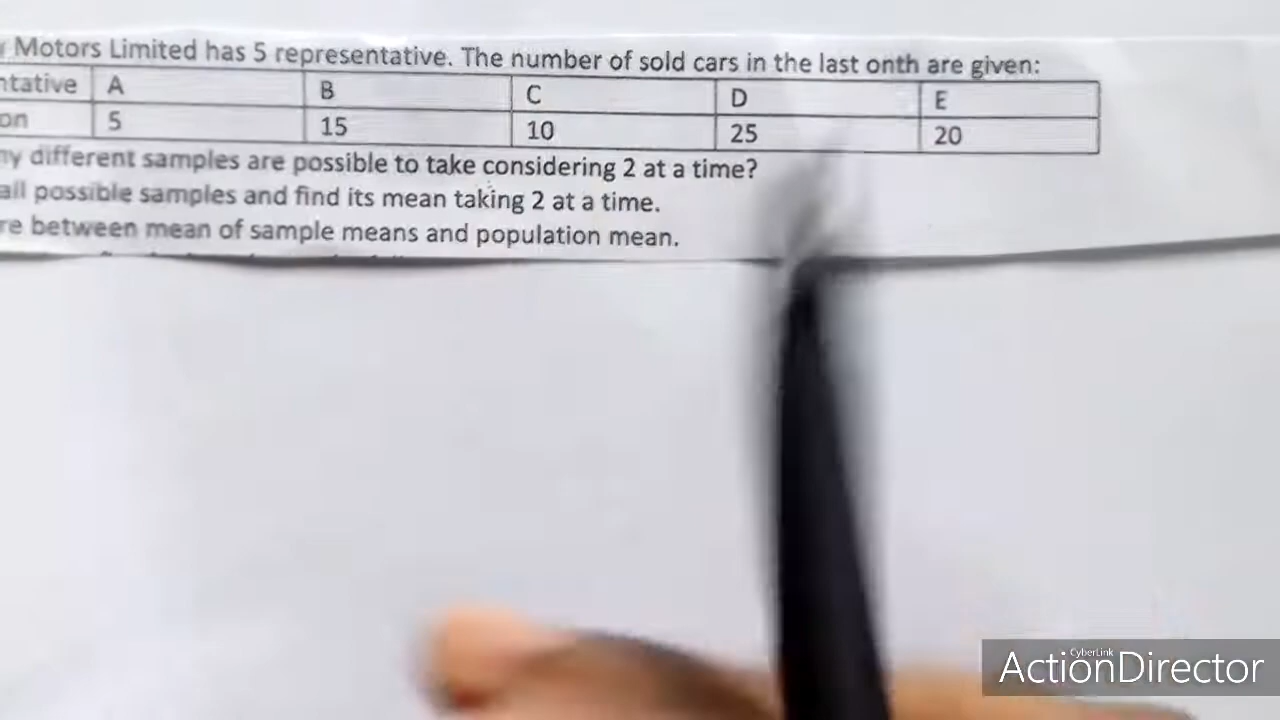 Motors Limited has 5 representative. The number of sold cars in the last onth are given:
ntative A B C D E
on 5 15 10 25 20
ny different samples are possible to take considering 2 at a time?
all possible samples and find its mean taking 2 at a time.
re between mean of sample means and population mean.
CyberLink
ActionDirector